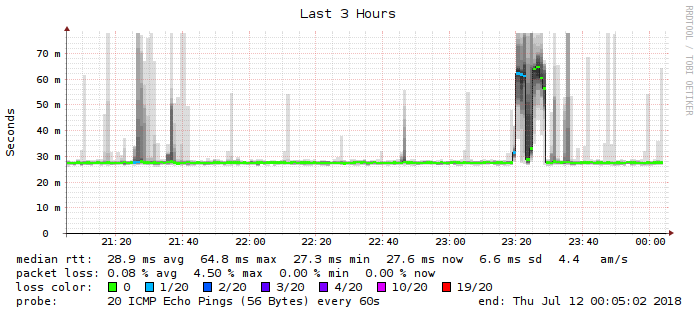 Last 3 Hours
RRDTOOL / TOBI OETIKER
Seconds
70 m
60 m
50 m
40 m
30 m
20 m
10 m
0
21:20 21:40 22:00 22:20 22:40 23:00 23:20 23:40 00:00
median rtt: 28.9 ms avg 64.8 ms max 27.3 ms min 27.6 ms now 6.6 ms sd 4.4 am/s
packet loss: 0.08 % avg 4.50 % max 0.00 % min 0.00 % now
loss color: 0 1/20 2/20 3/20 4/20 10/20 19/20
probe: 20 ICMP Echo Pings (56 Bytes) every 60s end: Thu Jul 12 00:05:02 2018